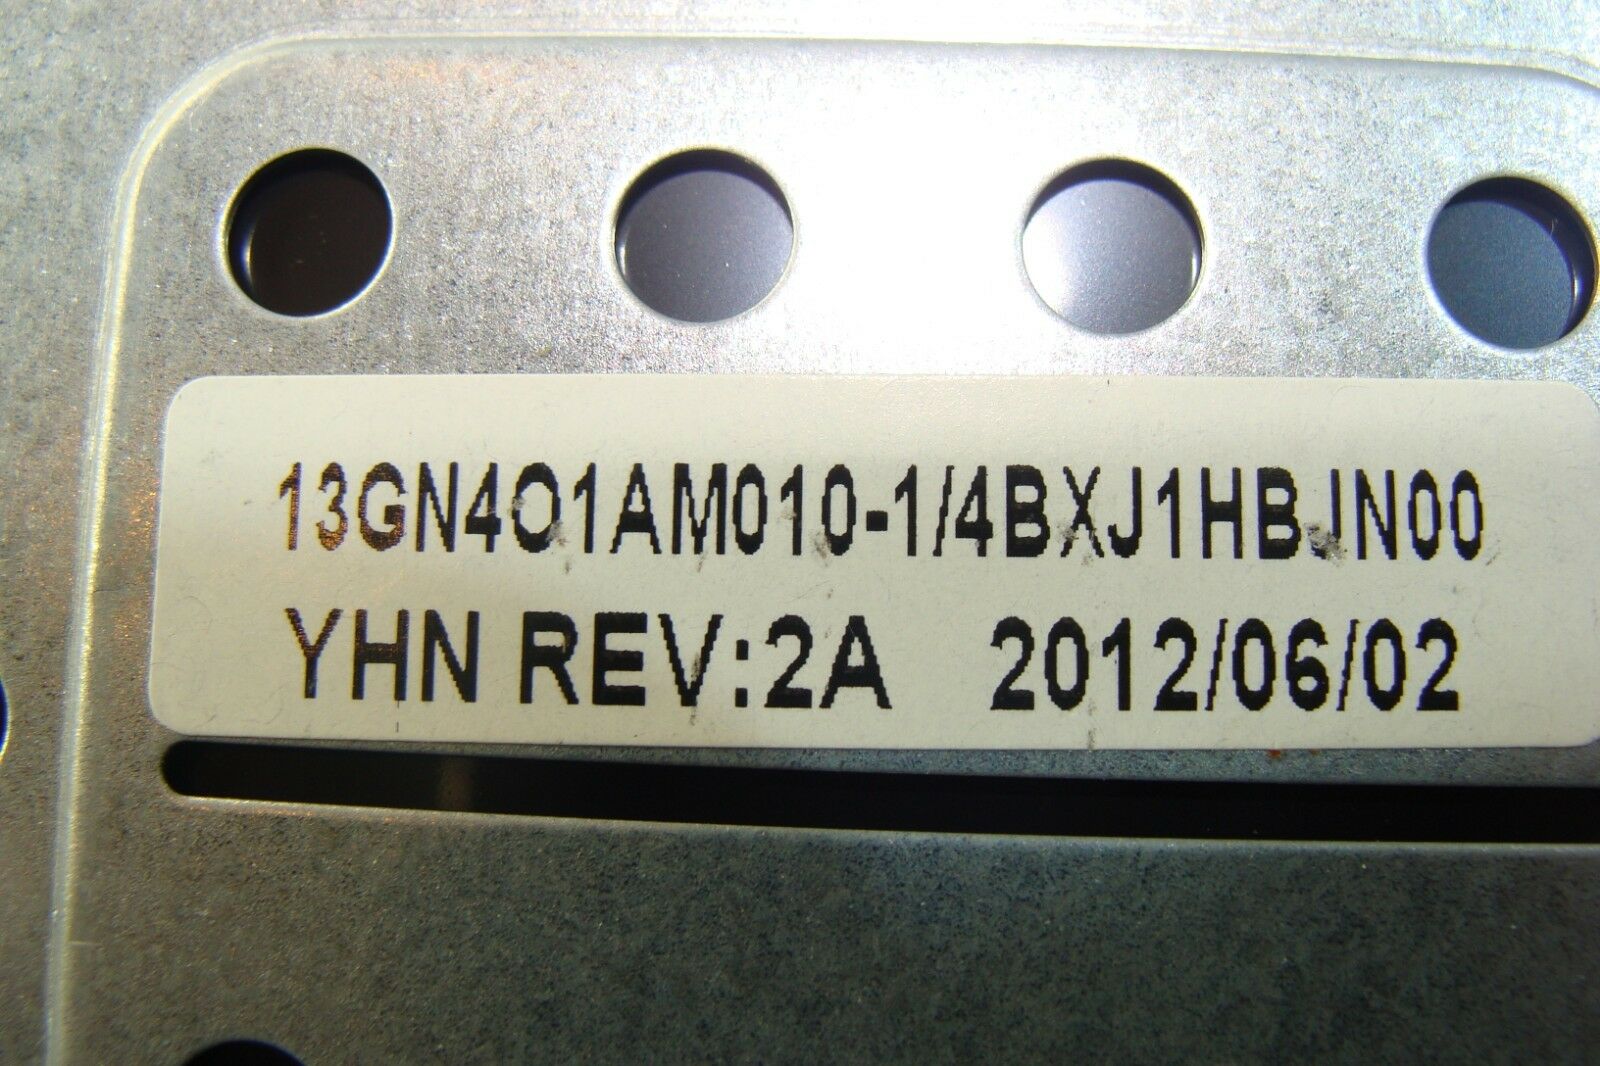 13GN4O1AM010-1/4BXJ1HBJN00
YHN REV:2A 2012/06/02